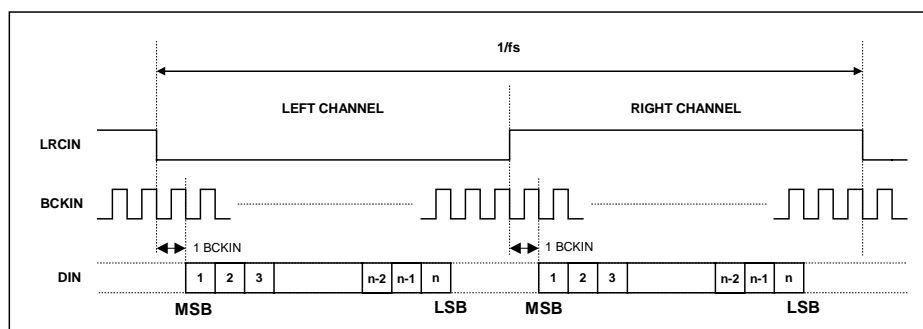 1/fs
LEFT CHANNEL RIGHT CHANNEL
LRCIN
BCKIN
1 BCKIN 1 BCKIN
DIN 1 2 3 n-2 n-1 n 1 2 3 n-2 n-1 n
MSB LSB MSB LSB